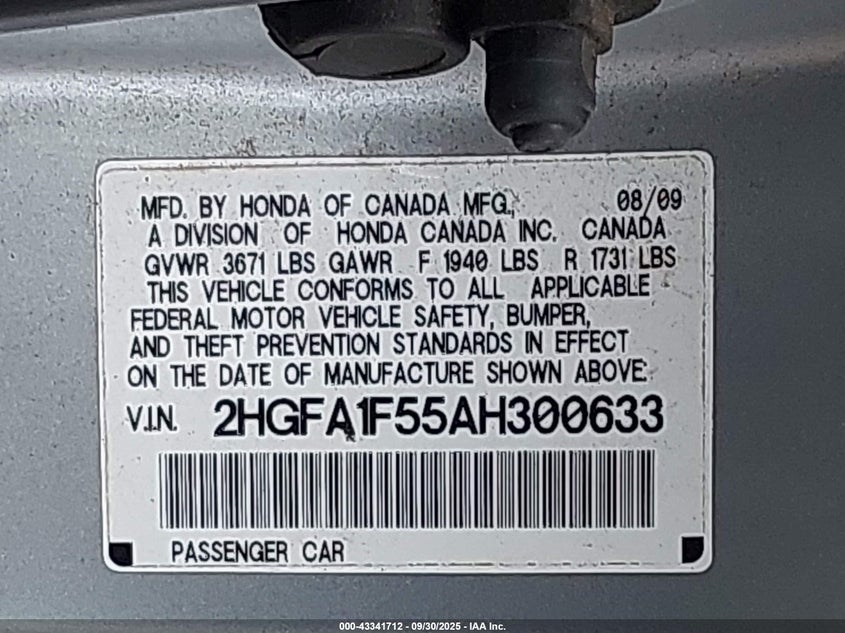 MFD. BY HONDA OF CANADA MFG., 08/09
A DIVISION OF HONDA CANADA INC. CANADA
GVWR 3671 LBS GAWR F 1940 LBS R 1731 LBS
THIS VEHICLE CONFORMS TO ALL APPLICABLE
FEDERAL MOTOR VEHICLE SAFETY, BUMPER,
AND THEFT PREVENTION STANDARDS IN EFFECT
ON THE DATE OF MANUFACTURE SHOWN ABOVE.
V.I.N. 2HGFA1F55AH300633
PASSENGER CAR
000-43341712 - 09/30/2025 - IAA Inc.